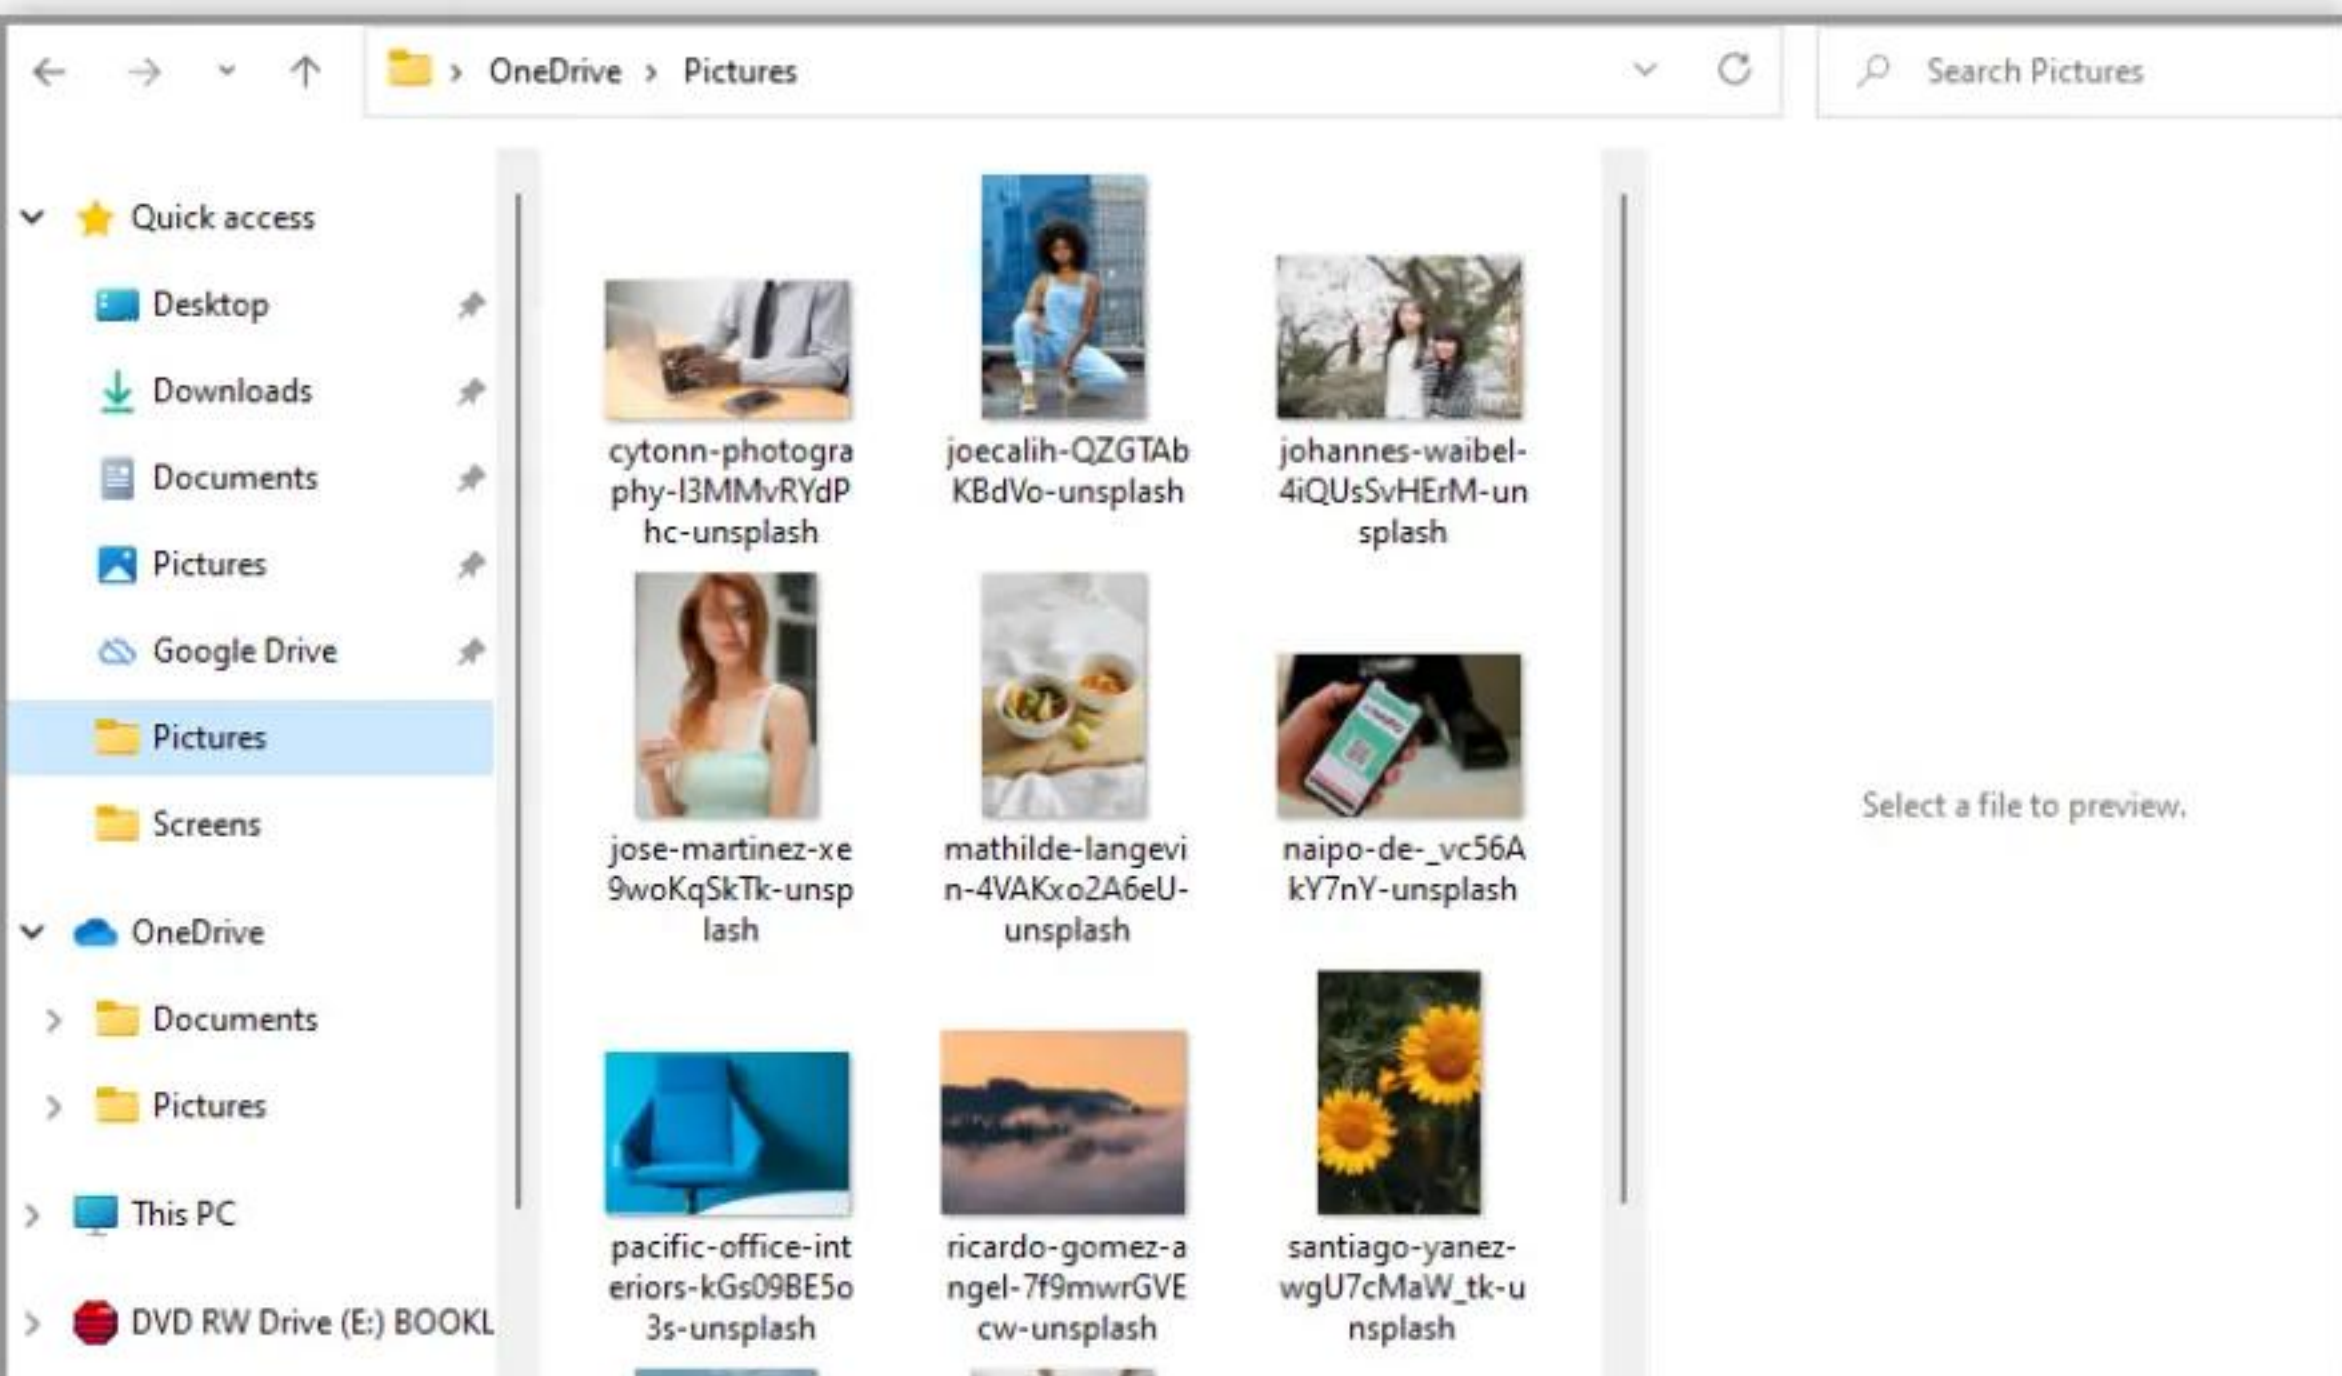 OneDrive Pictures
Search Pictures
Quick access
Desktop
Downloads
Documents
Pictures
Google Drive
Pictures
Screens
OneDrive
Documents
Pictures
This PC
DVD RW Drive (E:) BOOKL
cytonn-photogra
phy-I3MMvRYdP
hc-unsplash
joecalih-QZGTAb
KBdVo-unsplash
johannes-waibel-
4iQUsSvHErM-un
splash
jose-martinez-xe
9woKqSkTk-unsp
lash
mathilde-langevi
n-4VAKxo2A6eU-
unsplash
naipo-de-_vc56A
kY7nY-unsplash
pacific-office-int
eriors-kGs09BE5o
3s-unsplash
ricardo-gomez-a
ngel-7f9mwrGVE
cw-unsplash
santiago-yanez-
wgU7cMaW_tk-u
nsplash
Select a file to preview.